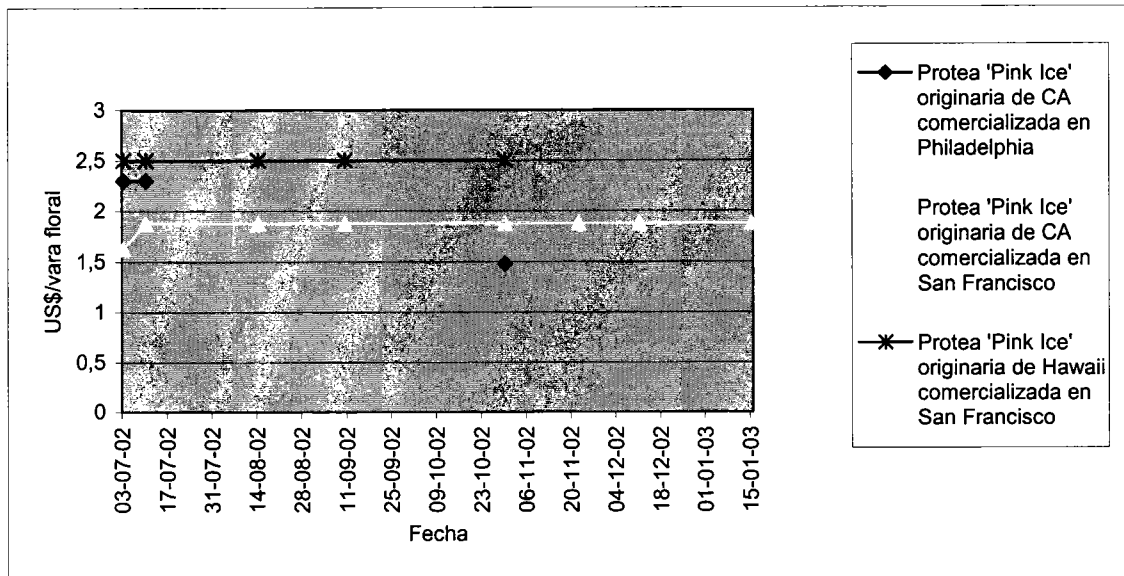 US$/vara floral
3
2,5
2
1,5
1
0,5
0
03-07-02
17-07-02
31-07-02
14-08-02
28-08-02
11-09-02
25-09-02
09-10-02
23-10-02
06-11-02
20-11-02
04-12-02
18-12-02
01-01-03
15-01-03
Fecha
Protea 'Pink Ice'
originaria de CA
comercializada en
Philadelphia
Protea 'Pink Ice'
originaria de CA
comercializada en
San Francisco
Protea 'Pink Ice'
originaria de Hawaii
comercializada en
San Francisco